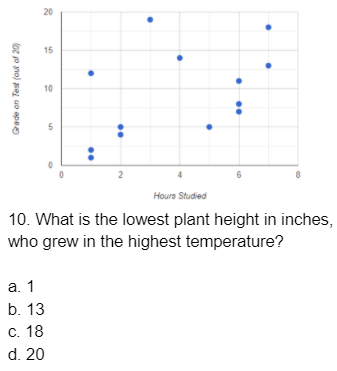 20
15
10
5
0
Grade on Test (out of 20)
0 2 4 6 8
Hours Studied
10. What is the lowest plant height in inches,
who grew in the highest temperature?
a. 1
b. 13
c. 18
d. 20